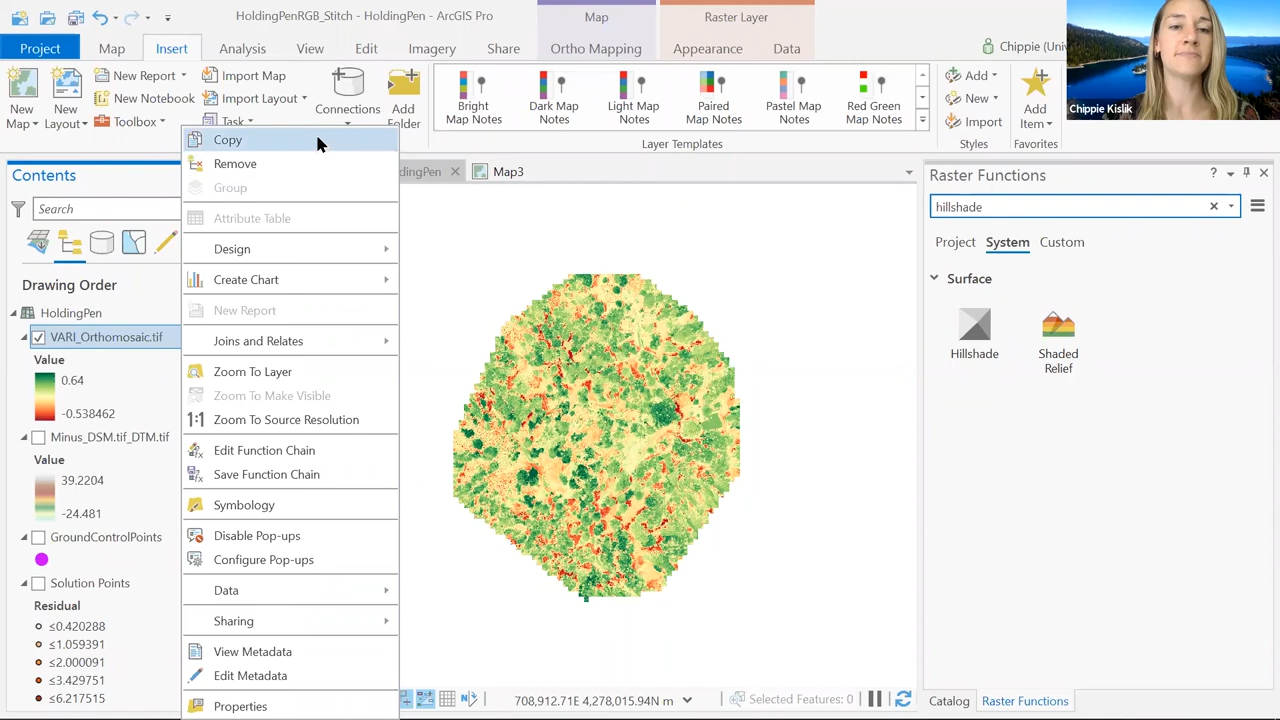 HoldingPenRGB_Stitch - HoldingPen - ArcGIS Pro
Map
Raster Layer
Project
Map
Insert
Analysis
View
Edit
Imagery
Share
Ortho Mapping
Appearance
Data
Chippie (Uni
Chippie Kislik
New Map
New Layout
New Report
New Notebook
Toolbox
Import Map
Import Layout
Task
Connections
Add Folder
Bright Map Notes
Dark Map Notes
Light Map Notes
Paired Map Notes
Pastel Map Notes
Red Green Map Notes
Layer Templates
Add
New
Import
Styles
Add Item
Favorites
Contents
Search
Drawing Order
HoldingPen
VARI_Orthomosaic.tif
Value
0.64
-0.538462
Minus_DSM.tif_DTM.tif
Value
39.2204
-24.481
GroundControlPoints
Solution Points
Residual
≤0.420288
≤1.059391
≤2.000091
≤3.429751
≤6.217515
Copy
Remove
Group
Attribute Table
Design
Create Chart
New Report
Joins and Relates
Zoom To Layer
Zoom To Make Visible
1:1 Zoom To Source Resolution
Edit Function Chain
Save Function Chain
Symbology
Disable Pop-ups
Configure Pop-ups
Data
Sharing
View Metadata
Edit Metadata
Properties
dingPen
Map3
708,912.71E 4,278,015.94N m
Selected Features: 0
Raster Functions
?
hillshade
Project
System
Custom
Surface
Hillshade
Shaded Relief
Catalog
Raster Functions